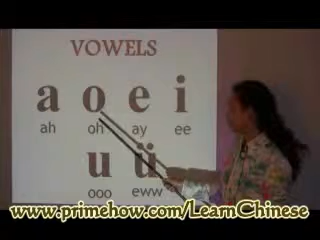 VOWELS
a o e i
ah oh ay ee
u ü
ooo eww
www.primehow.com/LearnChinese